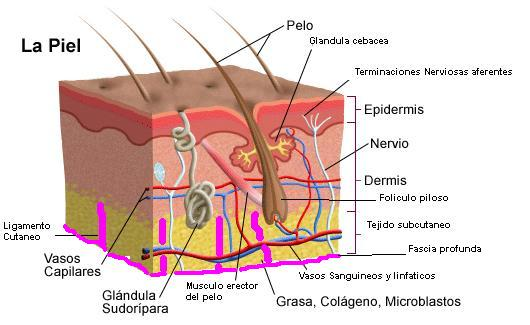 La Piel
Pelo
Glandula cebacea
Terminaciones Nerviosas aferentes
Epidermis
Nervio
Dermis
Foliculo piloso
Tejido subcutaneo
Fascia profunda
Vasos Sanguineos y linfaticos
Grasa, Colágeno, Microblastos
Musculo erector
del pelo
Glándula
Sudorípara
Vasos
Capilares
Ligamento
Cutaneo